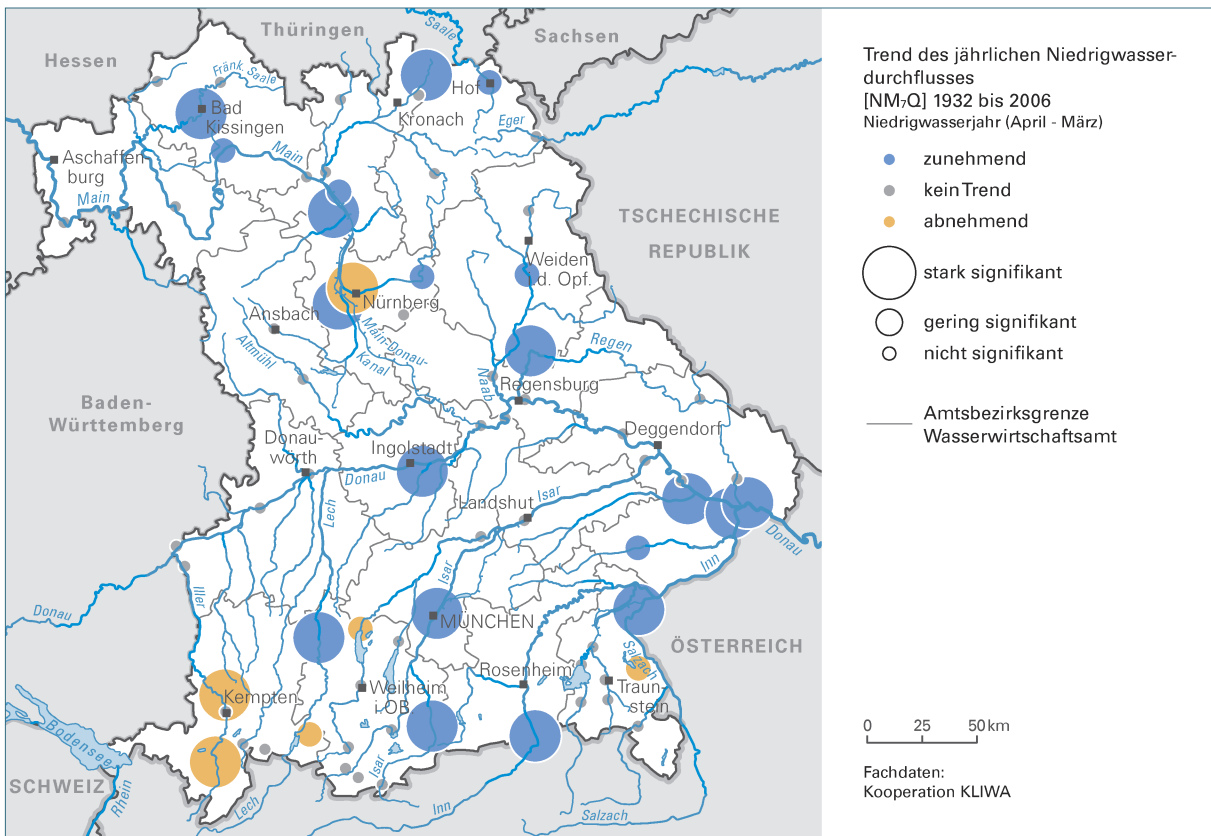 Thüringen
Saale
Sachsen
Hessen
Fränk. Saale
Hof
Bad
Kissingen
Kronach
Eger
Main
Aschaffen
burg
Main
TSCHECHISCHE
REPUBLIK
Weiden
i.d. Opf.
Nürnberg
Ansbach
Main-Donau-
Kanal
Altmühl
Regen
Naab
Regensburg
Baden-
Württemberg
Donau-
wörth
Ingolstadt
Deggendorf
Donau
Lech
Landshut
Isar
Donau
Inn
Isar
Iller
Donau
MÜNCHEN
ÖSTERREICH
Salzach
Rosenheim
Traun-
stein
Kempten
Weilheim
i.OB
Bodensee
SCHWEIZ
Rhein
Lech
Isar
Inn
Salzach
Trend des jährlichen Niedrigwasser-
durchflusses
[NM₇Q] 1932 bis 2006
Niedrigwasserjahr (April - März)
zunehmend
kein Trend
abnehmend
stark signifikant
gering signifikant
nicht signifikant
Amtsbezirksgrenze
Wasserwirtschaftsamt
0 25 50 km
Fachdaten:
Kooperation KLIWA